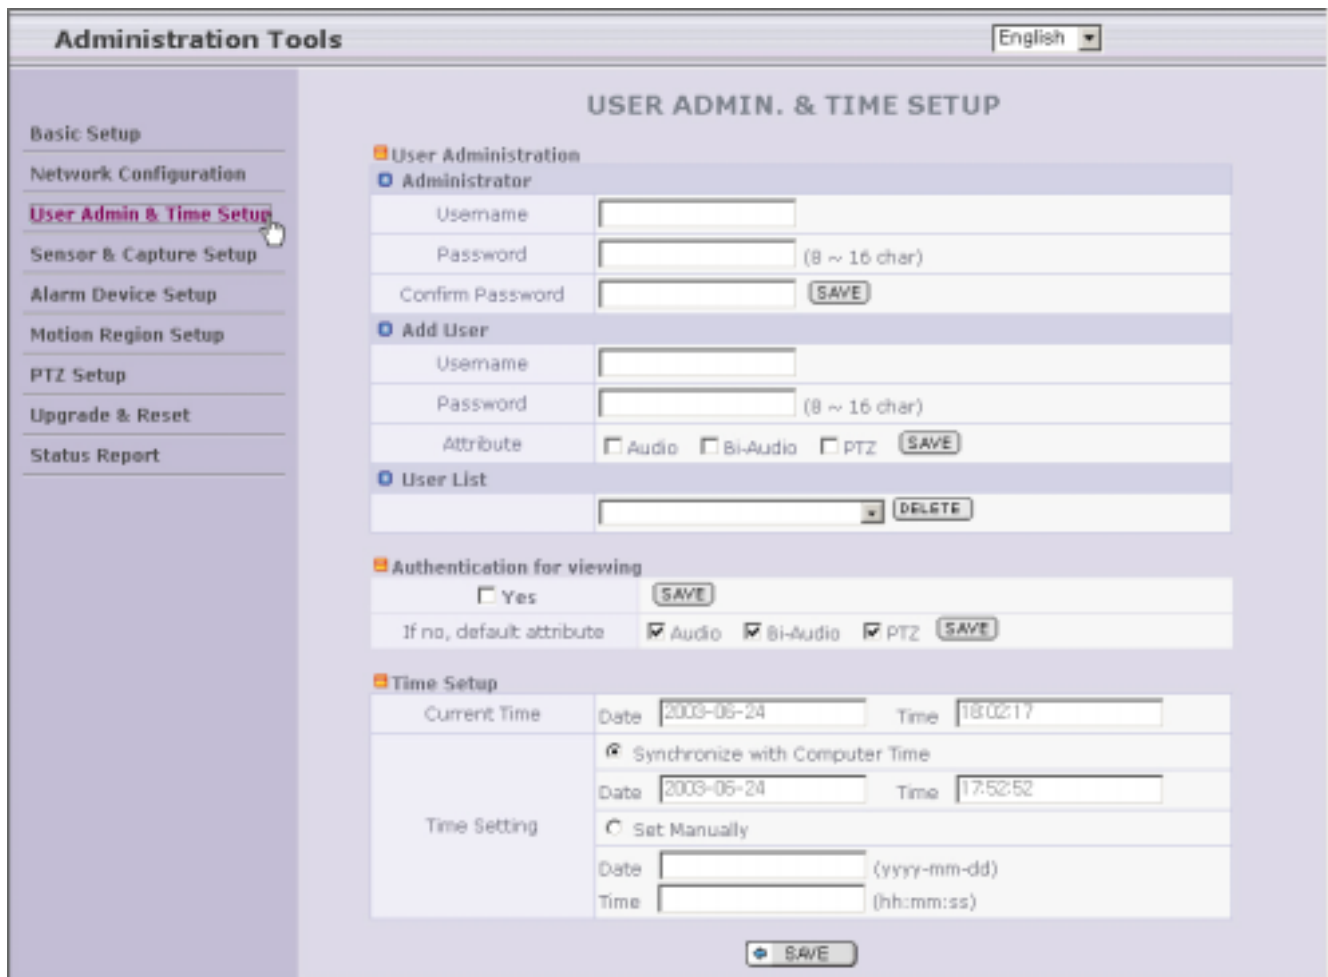 Administration Tools
English
Basic Setup
Network Configuration
User Admin & Time Setup
Sensor & Capture Setup
Alarm Device Setup
Motion Region Setup
PTZ Setup
Upgrade & Reset
Status Report
USER ADMIN. & TIME SETUP
User Administration
Administrator
Username
Password (8 ~ 16 char)
Confirm Password SAVE
Add User
Username
Password (8 ~ 16 char)
Attribute Audio Bi-Audio PTZ SAVE
User List
DELETE
Authentication for viewing
Yes SAVE
If no, default attribute Audio Bi-Audio PTZ SAVE
Time Setup
Current Time Date 2003-06-24 Time 18:02:17
Synchronize with Computer Time
Date 2003-06-24 Time 17:52:52
Time Setting
Set Manually
Date (yyyy-mm-dd)
Time (hh:mm:ss)
SAVE